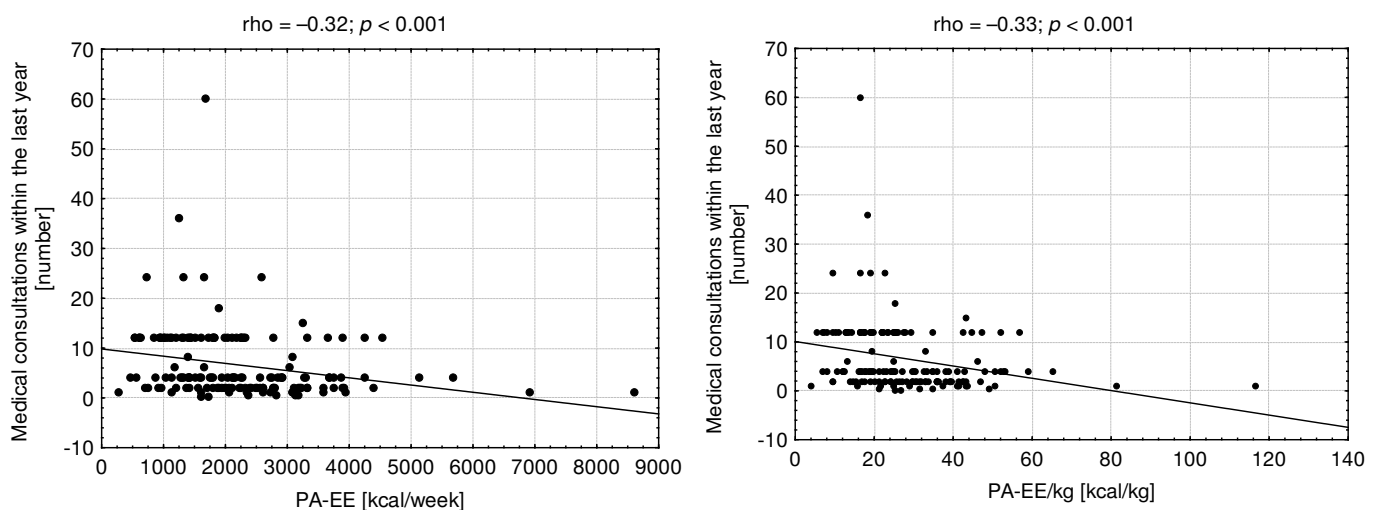 rho = –0.32; p < 0.001
Medical consultations within the last year
[number]
70
60
50
40
30
20
10
0
-10
0 1000 2000 3000 4000 5000 6000 7000 8000 9000
PA-EE [kcal/week]
rho = –0.33; p < 0.001
Medical consultations within the last year
[number]
70
60
50
40
30
20
10
0
-10
0 20 40 60 80 100 120 140
PA-EE/kg [kcal/kg]